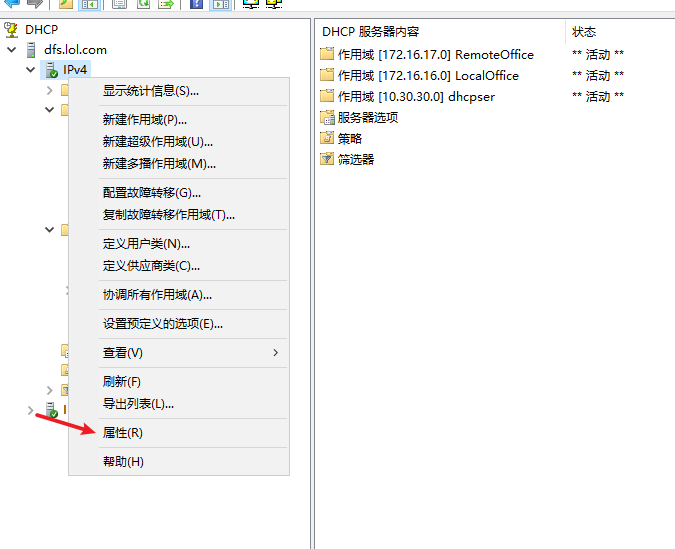 DHCP
dfs.lol.com
IPv4
显示统计信息(S)...
新建作用域(P)...
新建超级作用域(U)...
新建多播作用域(M)...
配置故障转移(G)...
复制故障转移作用域(T)...
定义用户类(N)...
定义供应商类(C)...
协调所有作用域(A)...
设置预定义的选项(E)...
查看(V)
刷新(F)
导出列表(L)...
属性(R)
帮助(H)
DHCP 服务器内容 状态
作用域 [172.16.17.0] RemoteOffice ** 活动 **
作用域 [172.16.16.0] LocalOffice ** 活动 **
作用域 [10.30.30.0] dhcpser ** 活动 **
服务器选项
策略
筛选器